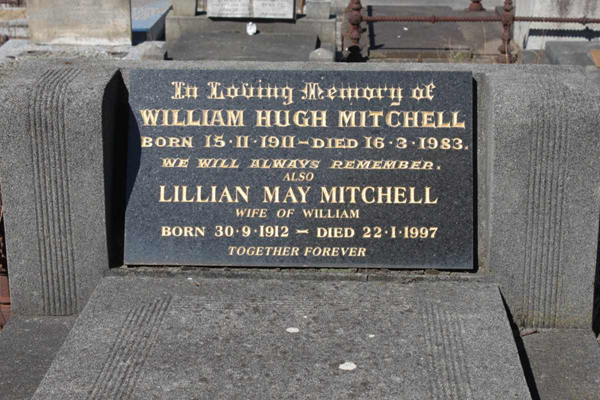 In Loving Memory of
WILLIAM HUGH MITCHELL
BORN 15·11·1911–DIED 16·3·1983.
WE WILL ALWAYS REMEMBER.
ALSO
LILLIAN MAY MITCHELL
WIFE OF WILLIAM
BORN 30·9·1912 – DIED 22·1·1997
TOGETHER FOREVER